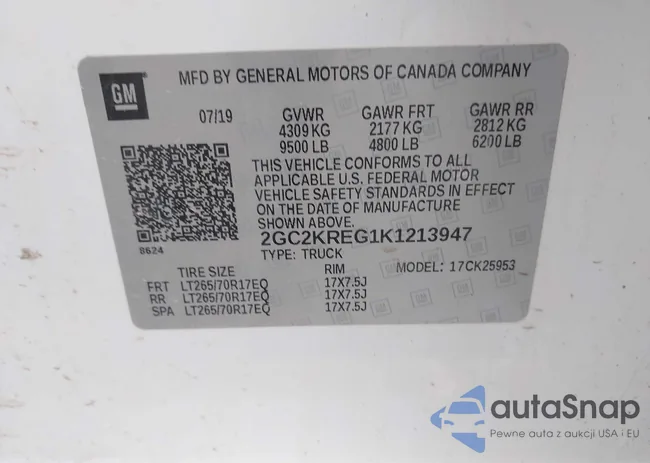 GM
MFD BY GENERAL MOTORS OF CANADA COMPANY
07/19 GVWR GAWR FRT GAWR RR
4309 KG 2177 KG 2812 KG
9500 LB 4800 LB 6200 LB
THIS VEHICLE CONFORMS TO ALL
APPLICABLE U.S. FEDERAL MOTOR
VEHICLE SAFETY STANDARDS IN EFFECT
ON THE DATE OF MANUFACTURE
SHOWN ABOVE.
8624
2GC2KREG1K1213947
TYPE: TRUCK MODEL: 17CK25953
TIRE SIZE RIM
FRT LT265/70R17EQ 17X7.5J
RR LT265/70R17EQ 17X7.5J
SPA LT265/70R17EQ 17X7.5J
autaSnap
Pewne auta z aukcji USA i EU